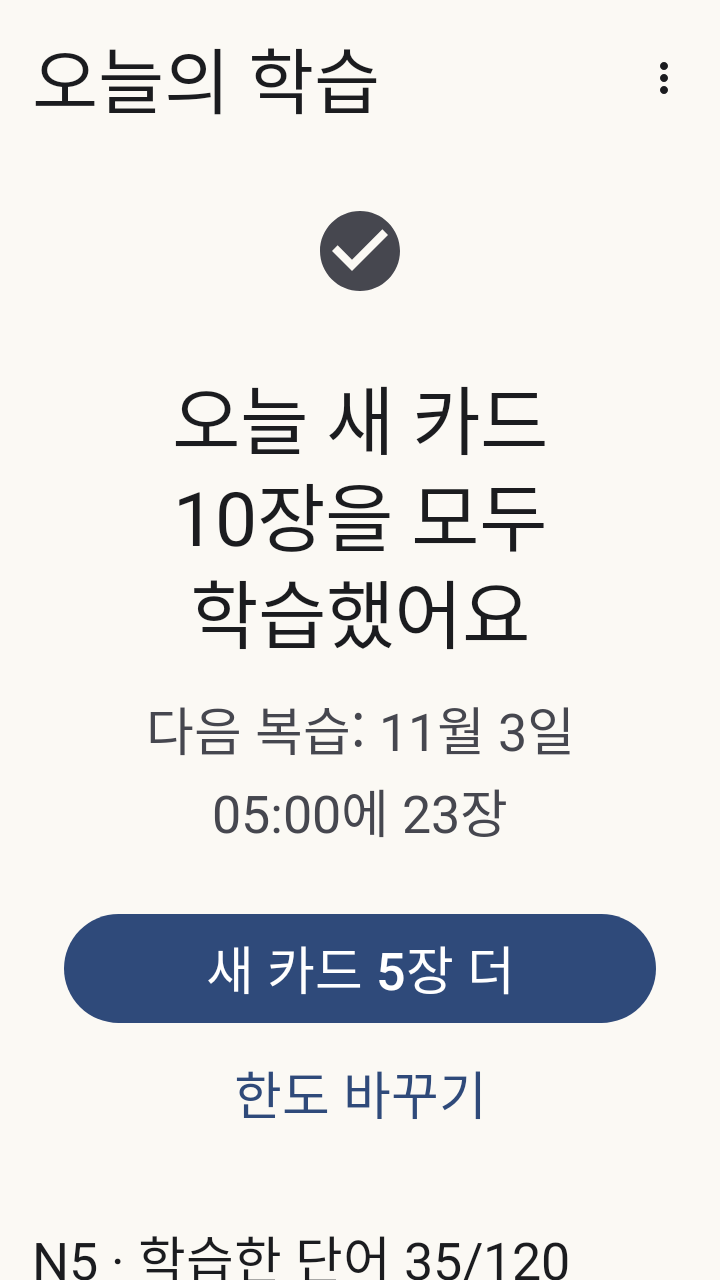 오늘의 학습
오늘 새 카드
10장을 모두
학습했어요
다음 복습: 11월 3일
05:00에 23장
새 카드 5장 더
한도 바꾸기
N5 · 학습한 단어 35/120